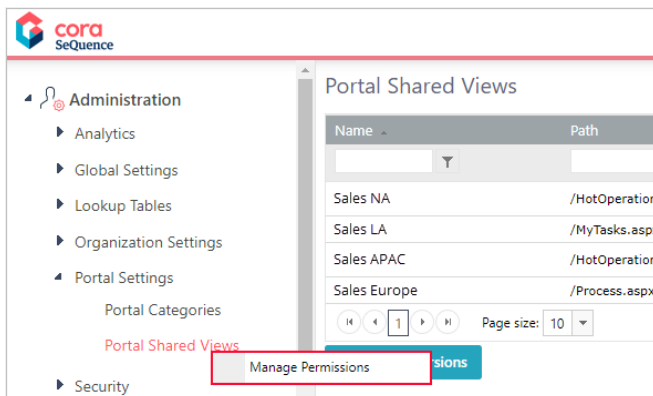 cora
SeQuence
Administration
Analytics
Global Settings
Lookup Tables
Organization Settings
Portal Settings
Portal Categories
Portal Shared Views
Security
Manage Permissions
Portal Shared Views
Name Path
Sales NA /HotOperation
Sales LA /MyTasks.asp
Sales APAC /HotOperation
Sales Europe /Process.aspx
1 Page size: 10
sions